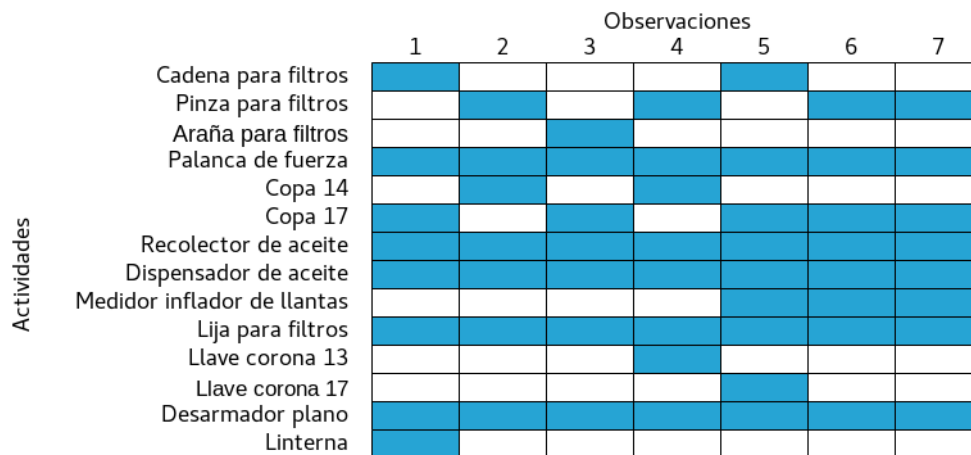 Observaciones
1 2 3 4 5 6 7
Cadena para filtros
Pinza para filtros
Araña para filtros
Palanca de fuerza
Copa 14
Copa 17
Recolector de aceite
Dispensador de aceite
Medidor inflador de llantas
Lija para filtros
Llave corona 13
Llave corona 17
Desarmador plano
Linterna
Actividades